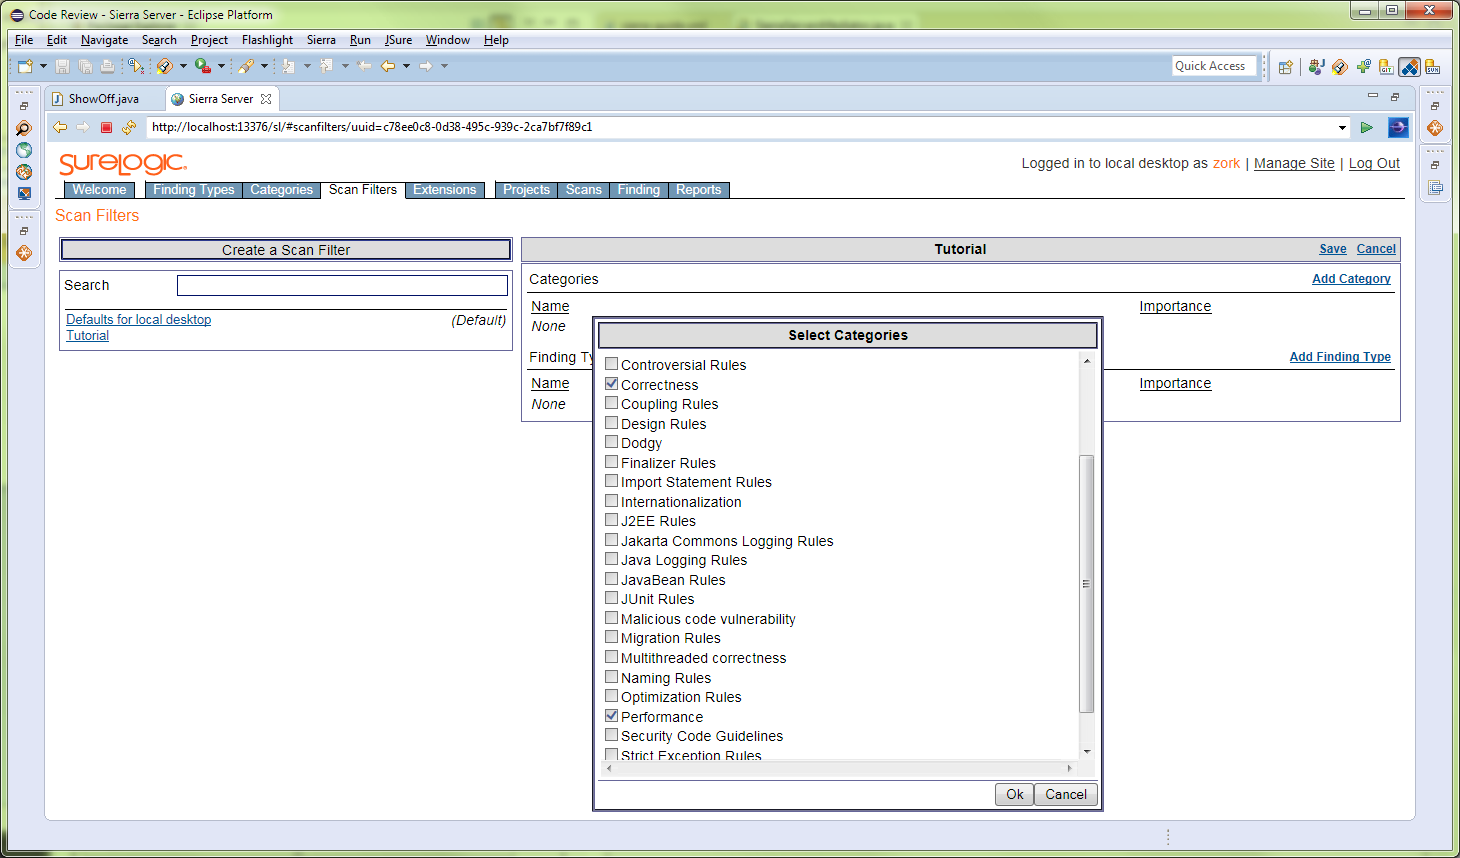 Code Review - Sierra Server - Eclipse Platform
File Edit Navigate Search Project Flashlight Sierra Run JSure Window Help
Quick Access
ShowOff.java Sierra Server
http://localhost:13376/sl/#scanfilters/uuid=c78ee0c8-0d38-495c-939c-2ca7bf7f89c1
SURELOGIC
Logged in to local desktop as zork | Manage Site | Log Out
Welcome Finding Types Categories Scan Filters Extensions Projects Scans Finding Reports
Scan Filters
Create a Scan Filter
Search
Defaults for local desktop (Default)
Tutorial
Tutorial Save Cancel
Categories Add Category
Name Importance
None
Finding Ty Add Finding Type
Name Importance
None
Select Categories
Controversial Rules
Correctness
Coupling Rules
Design Rules
Dodgy
Finalizer Rules
Import Statement Rules
Internationalization
J2EE Rules
Jakarta Commons Logging Rules
Java Logging Rules
JavaBean Rules
JUnit Rules
Malicious code vulnerability
Migration Rules
Multithreaded correctness
Naming Rules
Optimization Rules
Performance
Security Code Guidelines
Strict Exception Rules
Ok Cancel